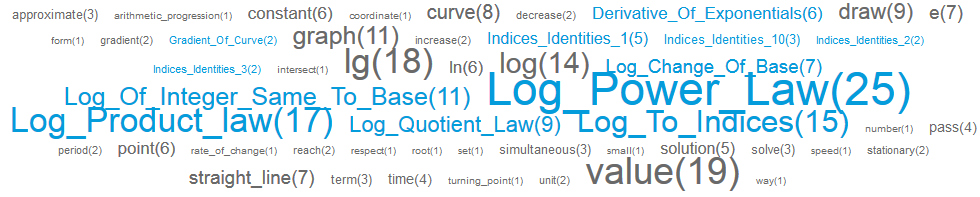 approximate(3) arithmetic_progression(1) constant(6) coordinate(1) curve(8) decrease(2) Derivative_Of_Exponentials(6) draw(9) e(7)
form(1) gradient(2) Gradient_Of_Curve(2) graph(11) increase(2) Indices_Identities_1(5) Indices_Identities_10(3) Indices_Identities_2(2)
Indices_Identities_3(2) intersect(1) lg(18) ln(6) log(14) Log_Change_Of_Base(7)
Log_Of_Integer_Same_To_Base(11) Log_Power_Law(25)
Log_Product_law(17) Log_Quotient_Law(9) Log_To_Indices(15) number(1) pass(4)
period(2) point(6) rate_of_change(1) reach(2) respect(1) root(1) set(1) simultaneous(3) small(1) solution(5) solve(3) speed(1) stationary(2)
straight_line(7) term(3) time(4) turning_point(1) unit(2) value(19) way(1)